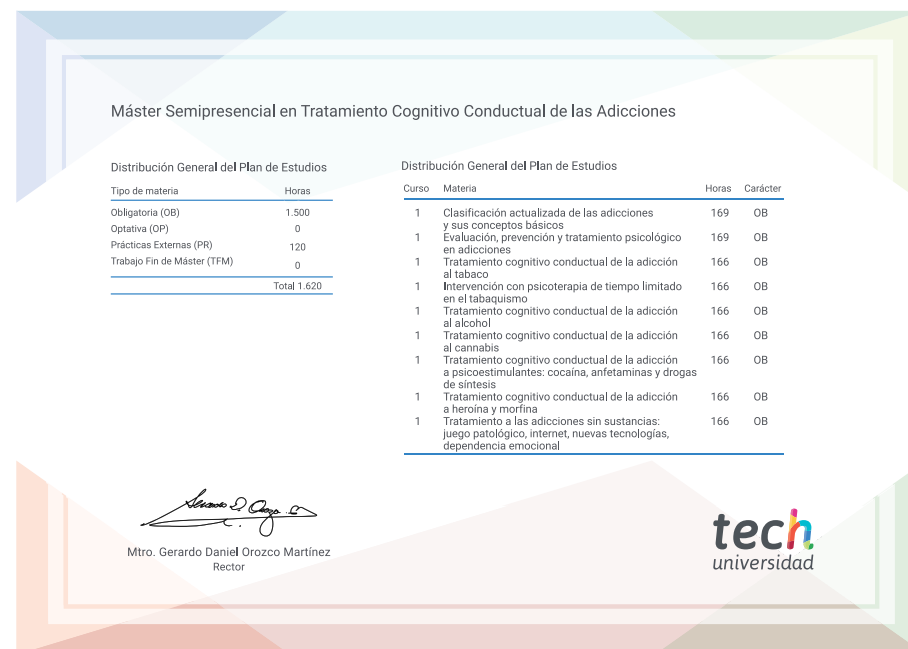 Máster Semipresencial en Tratamiento Cognitivo Conductual de las Adicciones
Distribución General del Plan de Estudios
Tipo de materia Horas
Obligatoria (OB) 1.500
Optativa (OP) 0
Prácticas Externas (PR) 120
Trabajo Fin de Máster (TFM) 0
Total 1.620
Distribución General del Plan de Estudios
Curso Materia Horas Carácter
1 Clasificación actualizada de las adicciones 169 OB
y sus conceptos básicos
1 Evaluación, prevención y tratamiento psicológico 169 OB
en adicciones
1 Tratamiento cognitivo conductual de la adicción 166 OB
al tabaco
1 Intervención con psicoterapia de tiempo limitado 166 OB
en el tabaquismo
1 Tratamiento cognitivo conductual de la adicción 166 OB
al alcohol
1 Tratamiento cognitivo conductual de la adicción 166 OB
al cannabis
1 Tratamiento cognitivo conductual de la adicción 166 OB
a psicoestimulantes: cocaína, anfetaminas y drogas
de síntesis
1 Tratamiento cognitivo conductual de la adicción 166 OB
a heroína y morfina
1 Tratamiento a las adicciones sin sustancias: 166 OB
juego patológico, internet, nuevas tecnologías,
dependencia emocional
Mtro. Gerardo Daniel Orozco Martínez
Rector
tech
universidad